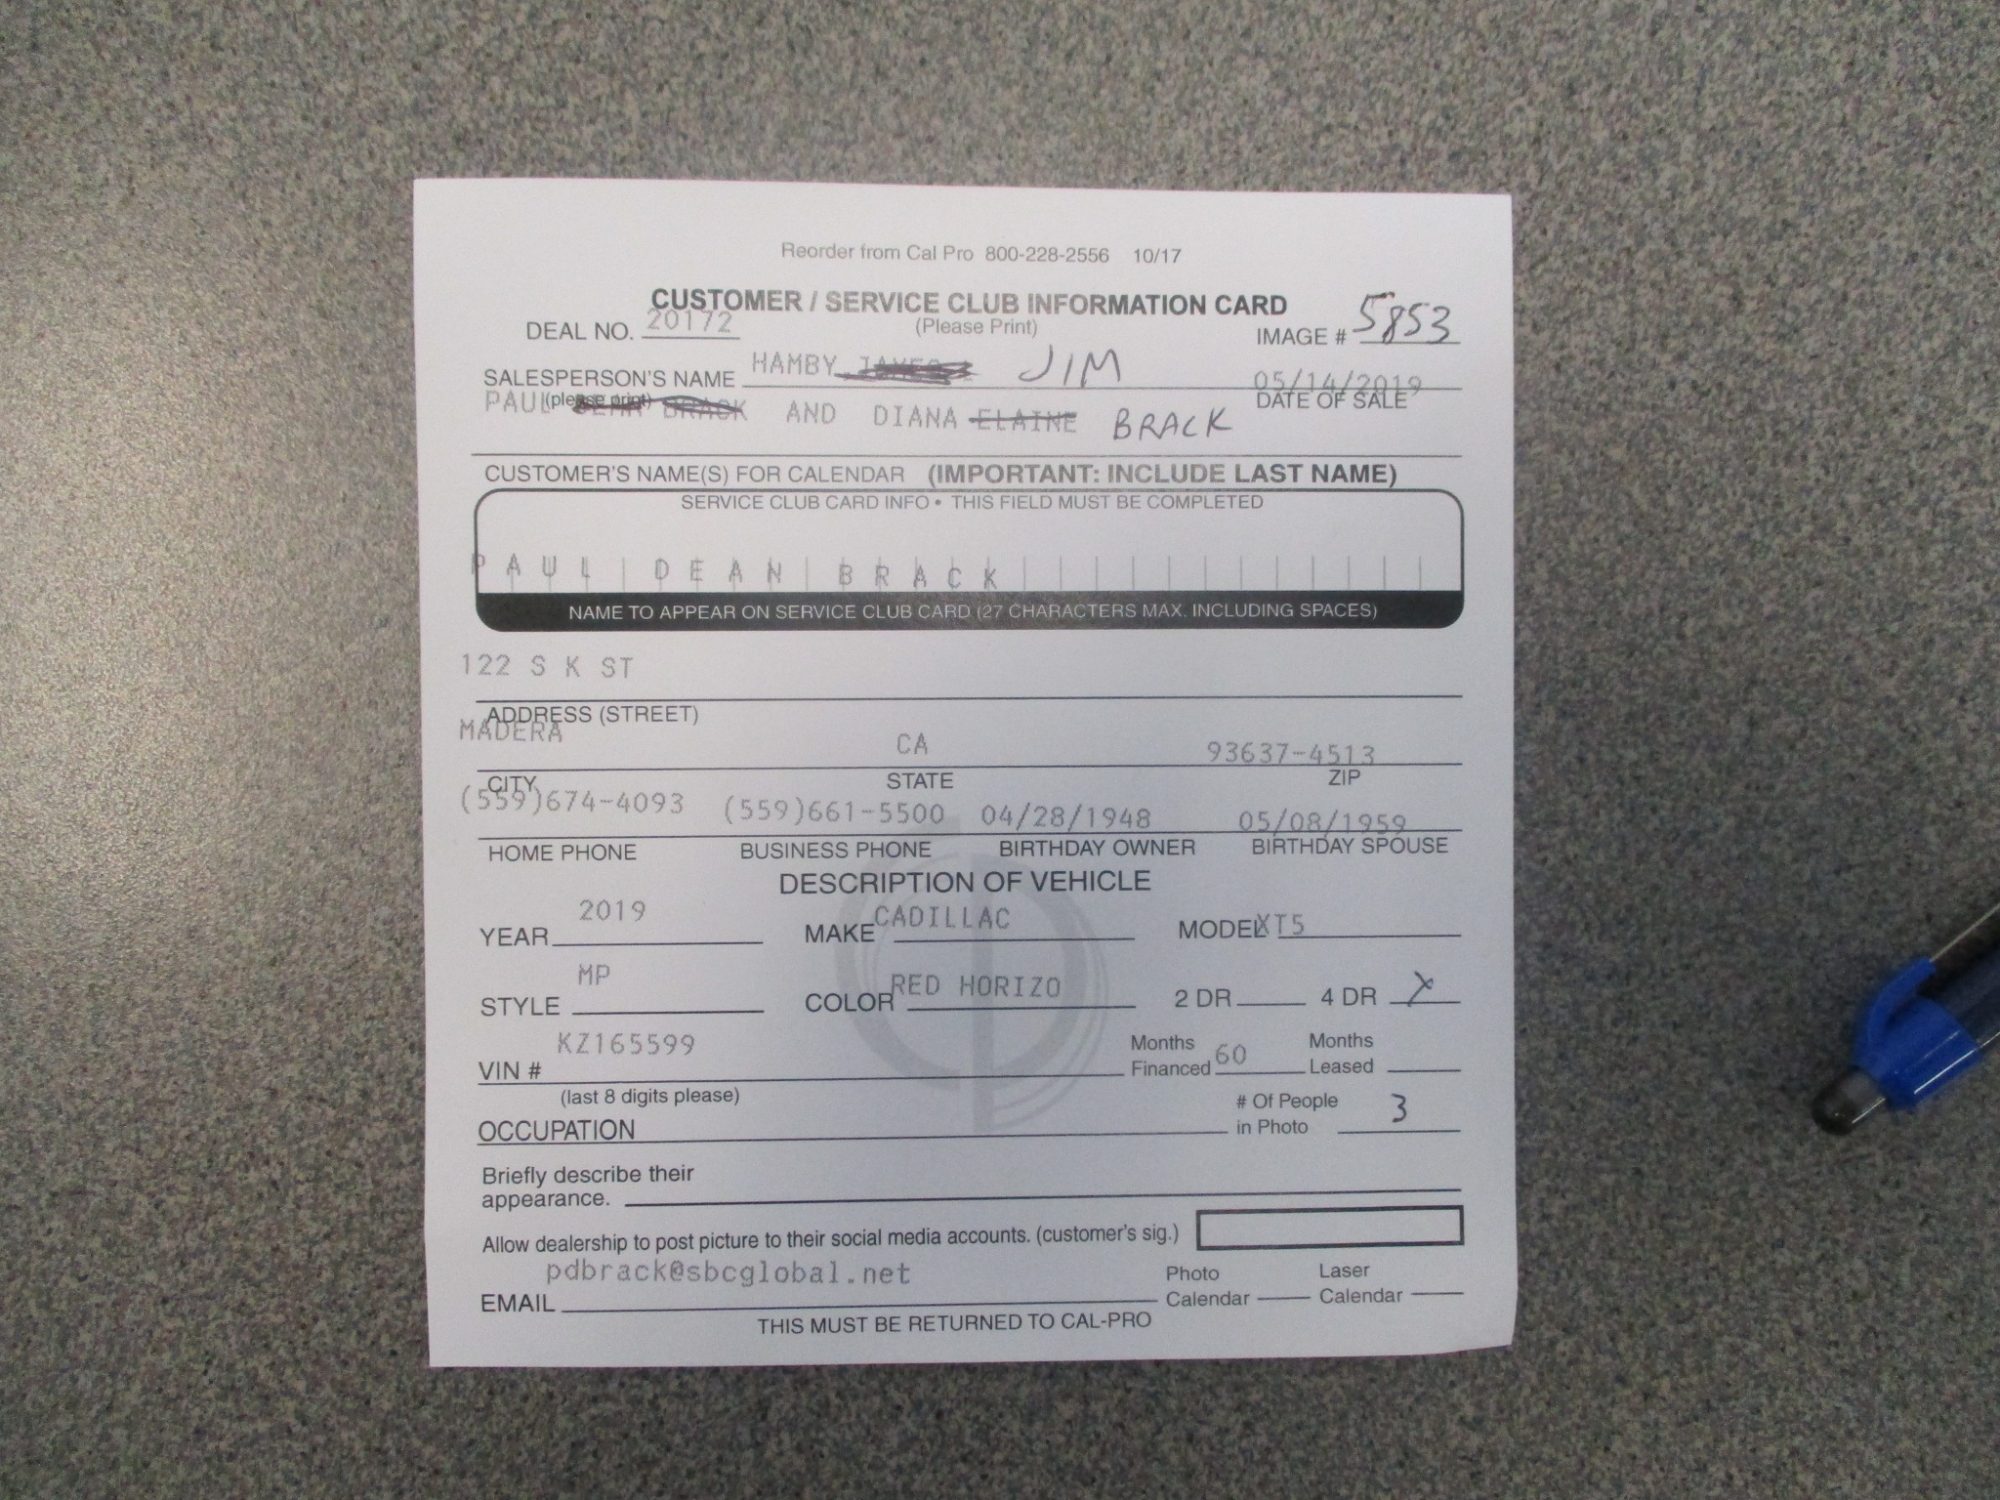 Reorder from Cal Pro 800-228-2556 10/17
CUSTOMER / SERVICE CLUB INFORMATION CARD
DEAL NO. 20172 (Please Print) IMAGE # 5853
SALESPERSON'S NAME HAMBY JIM 05/14/2019
(please print) DATE OF SALE
PAUL BRACK AND DIANA ELAINE BRACK
CUSTOMER'S NAME(S) FOR CALENDAR (IMPORTANT: INCLUDE LAST NAME)
SERVICE CLUB CARD INFO • THIS FIELD MUST BE COMPLETED
PAUL DEAN BRACK
NAME TO APPEAR ON SERVICE CLUB CARD (27 CHARACTERS MAX. INCLUDING SPACES)
122 S K ST
ADDRESS (STREET)
MADERA CA 93637-4513
CITY STATE ZIP
(559)674-4093 (559)661-5500 04/28/1948 05/08/1959
HOME PHONE BUSINESS PHONE BIRTHDAY OWNER BIRTHDAY SPOUSE
DESCRIPTION OF VEHICLE
YEAR 2019 MAKE CADILLAC MODEL XT5
STYLE MP COLOR RED HORIZO 2 DR 4 DR X
VIN # KZ165599 Months Financed 60 Months Leased
(last 8 digits please)
OCCUPATION # Of People in Photo 3
Briefly describe their
appearance.
Allow dealership to post picture to their social media accounts. (customer's sig.)
EMAIL pdbrack@sbcglobal.net Photo Calendar Laser Calendar
THIS MUST BE RETURNED TO CAL-PRO